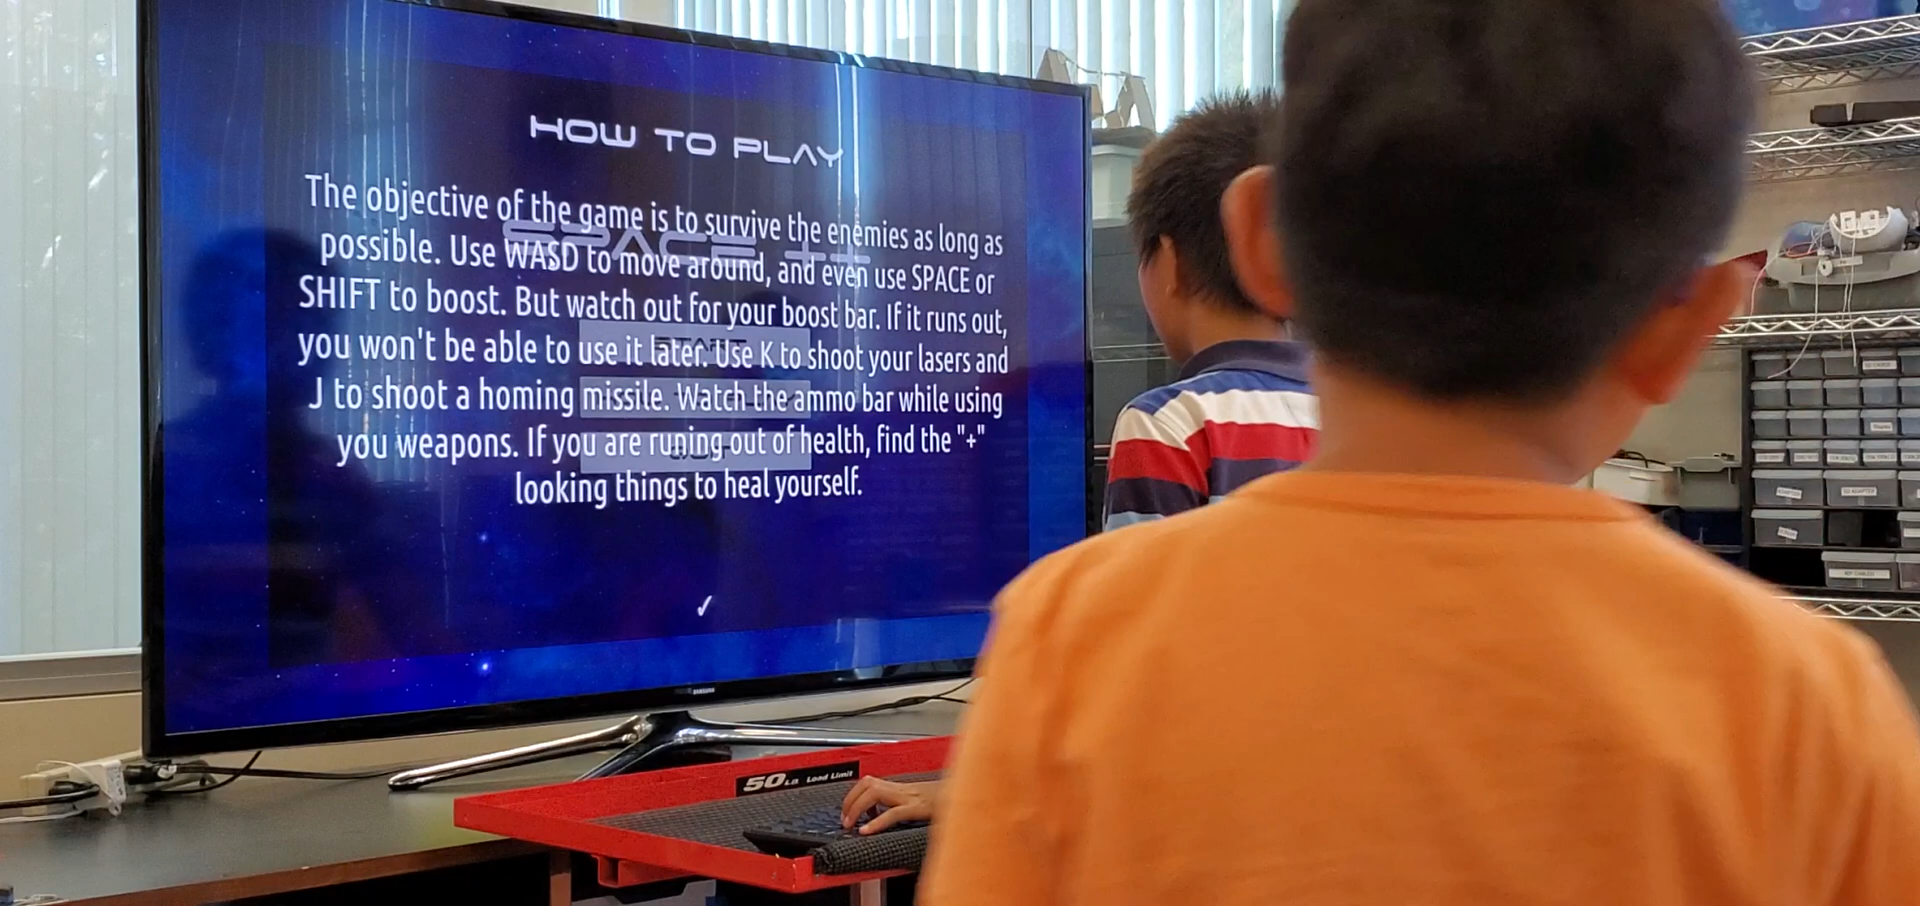 HOW TO PLAY
The objective of the game is to survive the enemies as long as
possible. Use WASD to move around, and even use SPACE or
SHIFT to boost. But watch out for your boost bar. If it runs out,
you won't be able to use it later. Use K to shoot your lasers and
J to shoot a homing missile. Watch the ammo bar while using
you weapons. If you are runing out of health, find the "+"
looking things to heal yourself.
SPACE ++
START
✓
SAMSUNG
50 LB. Load Limit